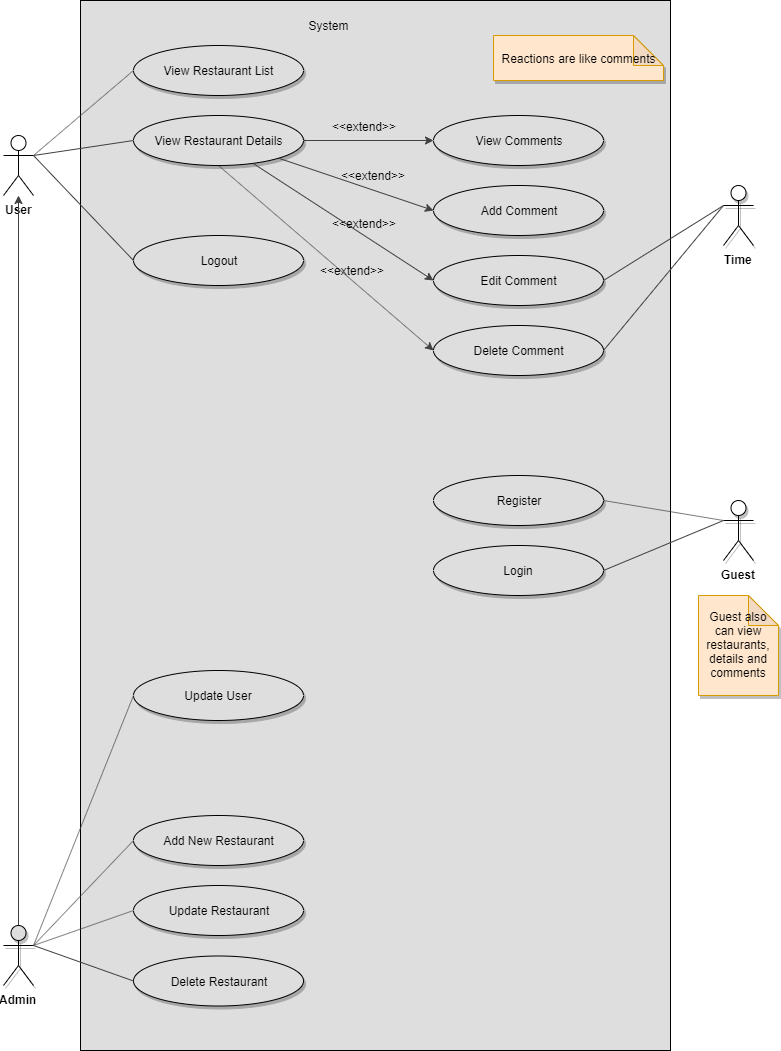 System
Reactions are like comments
View Restaurant List
View Restaurant Details
<<extend>>
View Comments
<<extend>>
Add Comment
User
<<extend>>
Time
Logout
<<extend>>
Edit Comment
Delete Comment
Register
Login
Guest
Guest also
can view
restaurants,
details and
comments
Update User
Add New Restaurant
Update Restaurant
Delete Restaurant
Admin